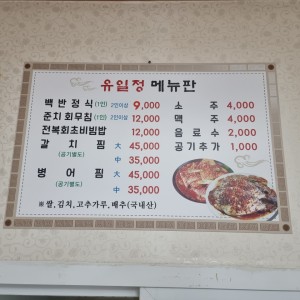 유일정 메뉴판
백반정식 (1인) 2인이상 9,000
준치회무침 (1인) 2인이상 12,000
전복회초비빔밥 12,000
갈치찜 大 45,000
(공기별도) 中 35,000
병어찜 大 45,000
(공기별도) 中 35,000
소주 4,000
맥주 4,000
음료수 2,000
공기추가 1,000
※쌀,김치,고추가루,배추(국내산)